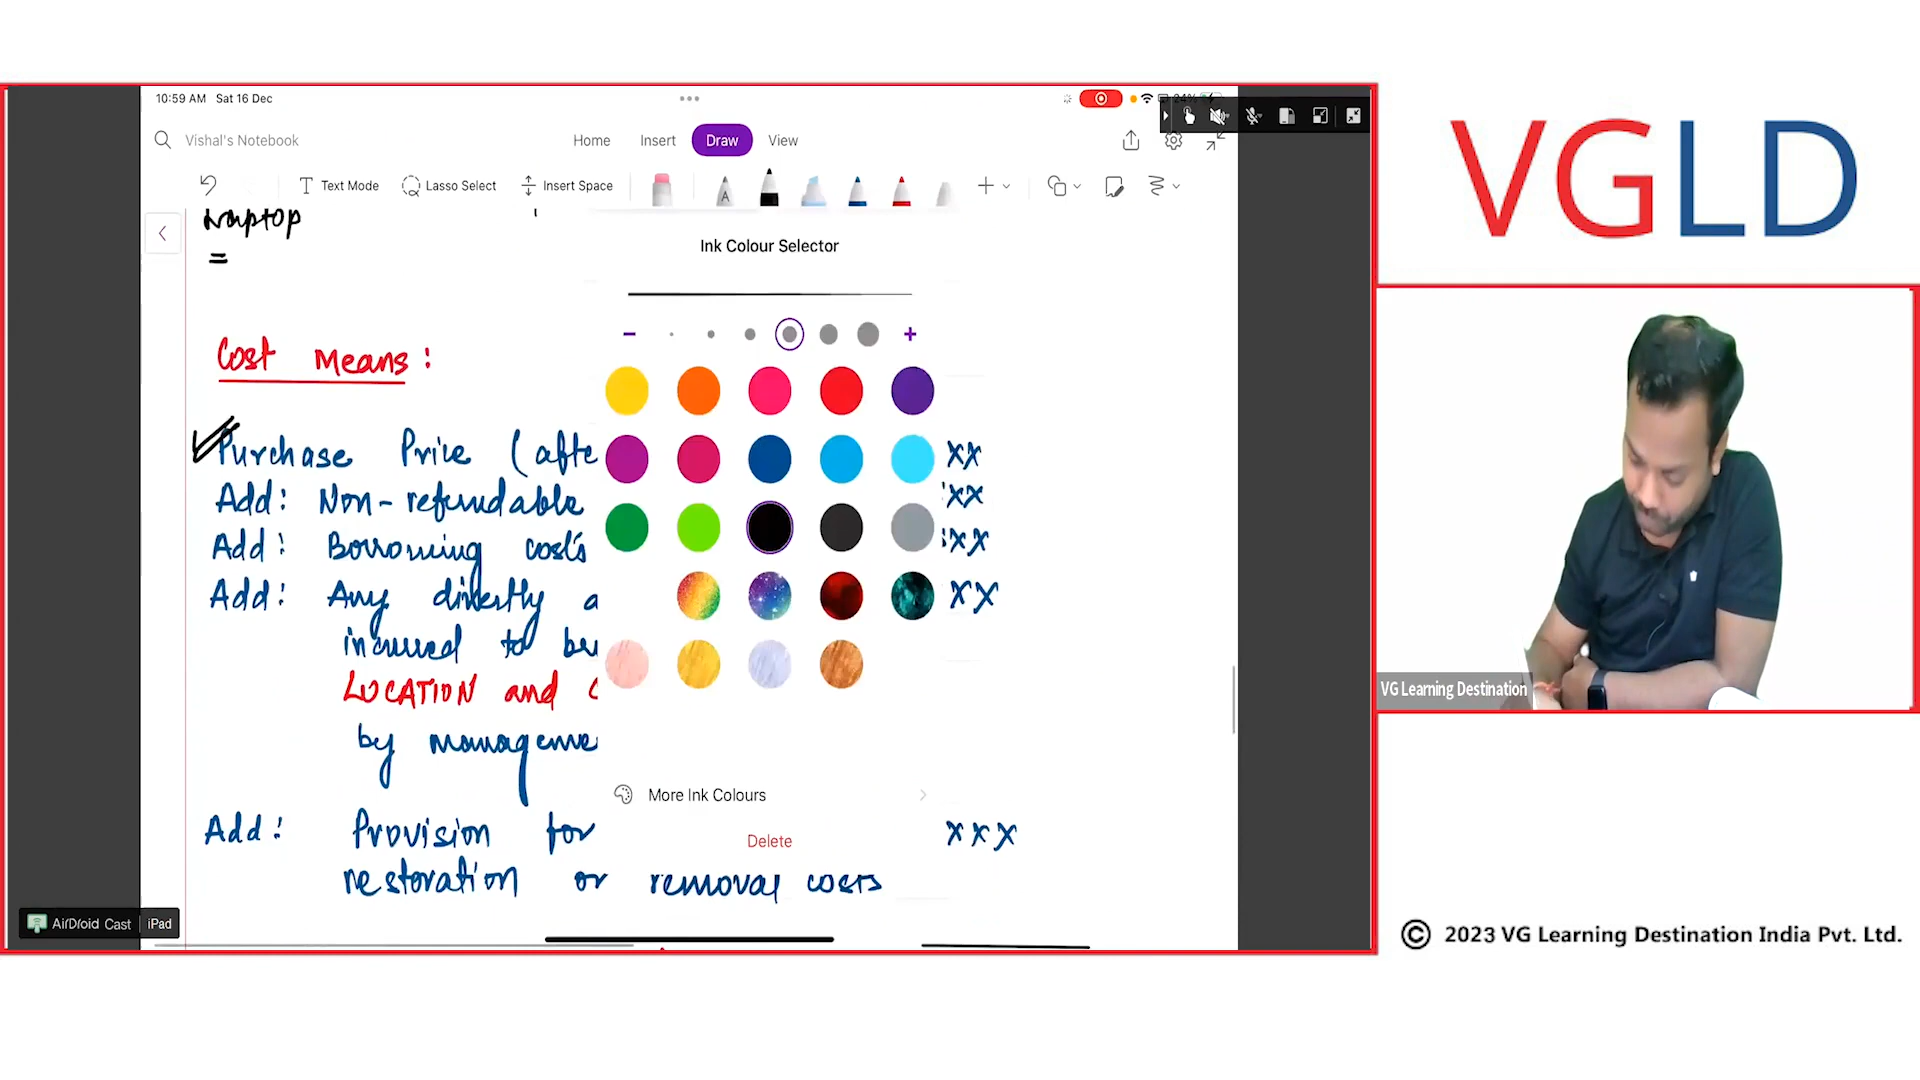 10:59 AM Sat 16 Dec
24%
VGLD
Vishal's Notebook
Home Insert Draw View
Text Mode Lasso Select Insert Space
A
Laptop
=
Ink Colour Selector
Cost Means:
Purchase Price (afte xx
Add: Non-refundable xx
Add: Borrowing costs xx
Add: Any directly a xx
incurred to be
LOCATION and C
by manageme
More Ink Colours
Add: Provision for xxx
Delete
restoration or removal costs
AirDroid Cast iPad
VG Learning Destination
© 2023 VG Learning Destination India Pvt. Ltd.